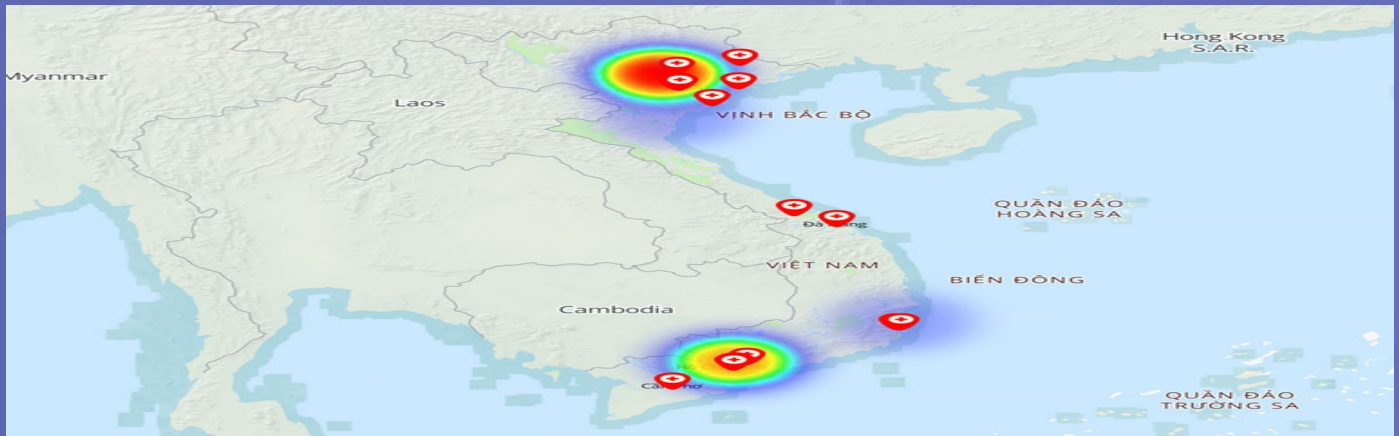 Hong Kong
S.A.R.
Myanmar
Laos
VỊNH BẮC BỘ
QUẦN ĐẢO
HOÀNG SA
VIỆT NAM
BIỂN ĐÔNG
Cambodia
QUẦN ĐẢO
TRƯỜNG SA